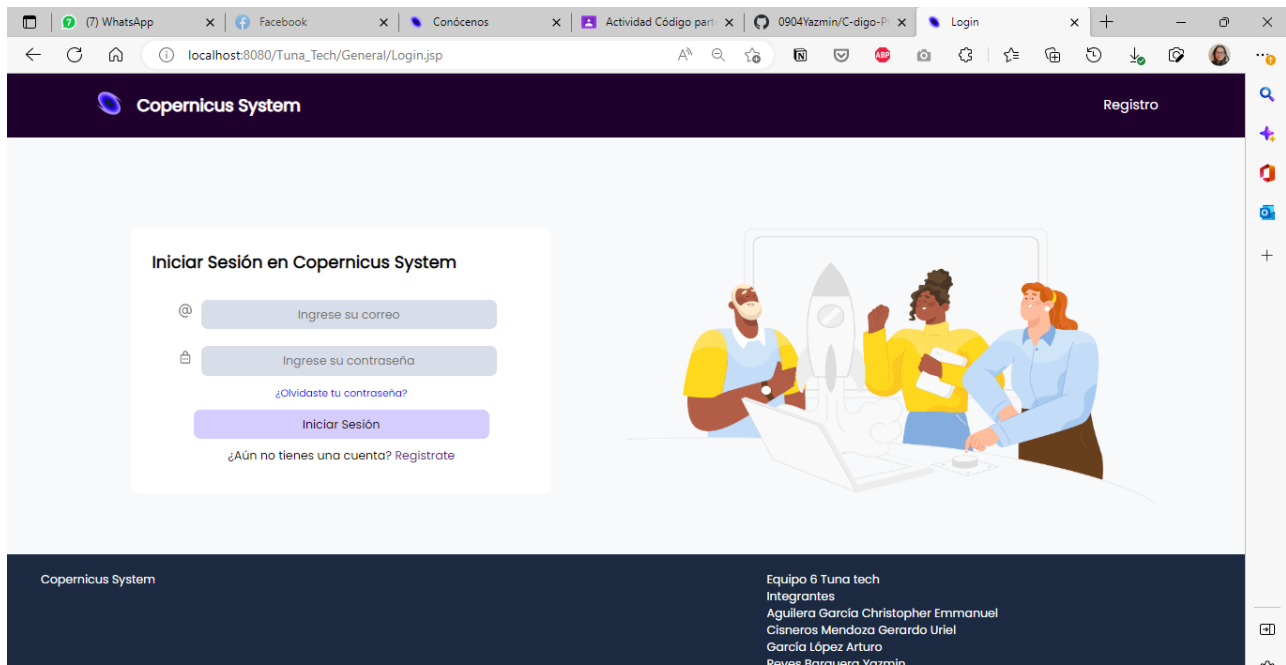 (7) WhatsApp
Facebook
Conócenos
Actividad Código part
0904Yazmin/C-digo-P
Login
localhost:8080/Tuna_Tech/General/Login.jsp
Copernicus System
Registro
Iniciar Sesión en Copernicus System
@ Ingrese su correo
Ingrese su contraseña
¿Olvidaste tu contraseña?
Iniciar Sesión
¿Aún no tienes una cuenta? Registrate
Copernicus System
Equipo 6 Tuna tech
Integrantes
Aguilera García Christopher Emmanuel
Cisneros Mendoza Gerardo Uriel
García López Arturo
Reyes Barquera Yazmin